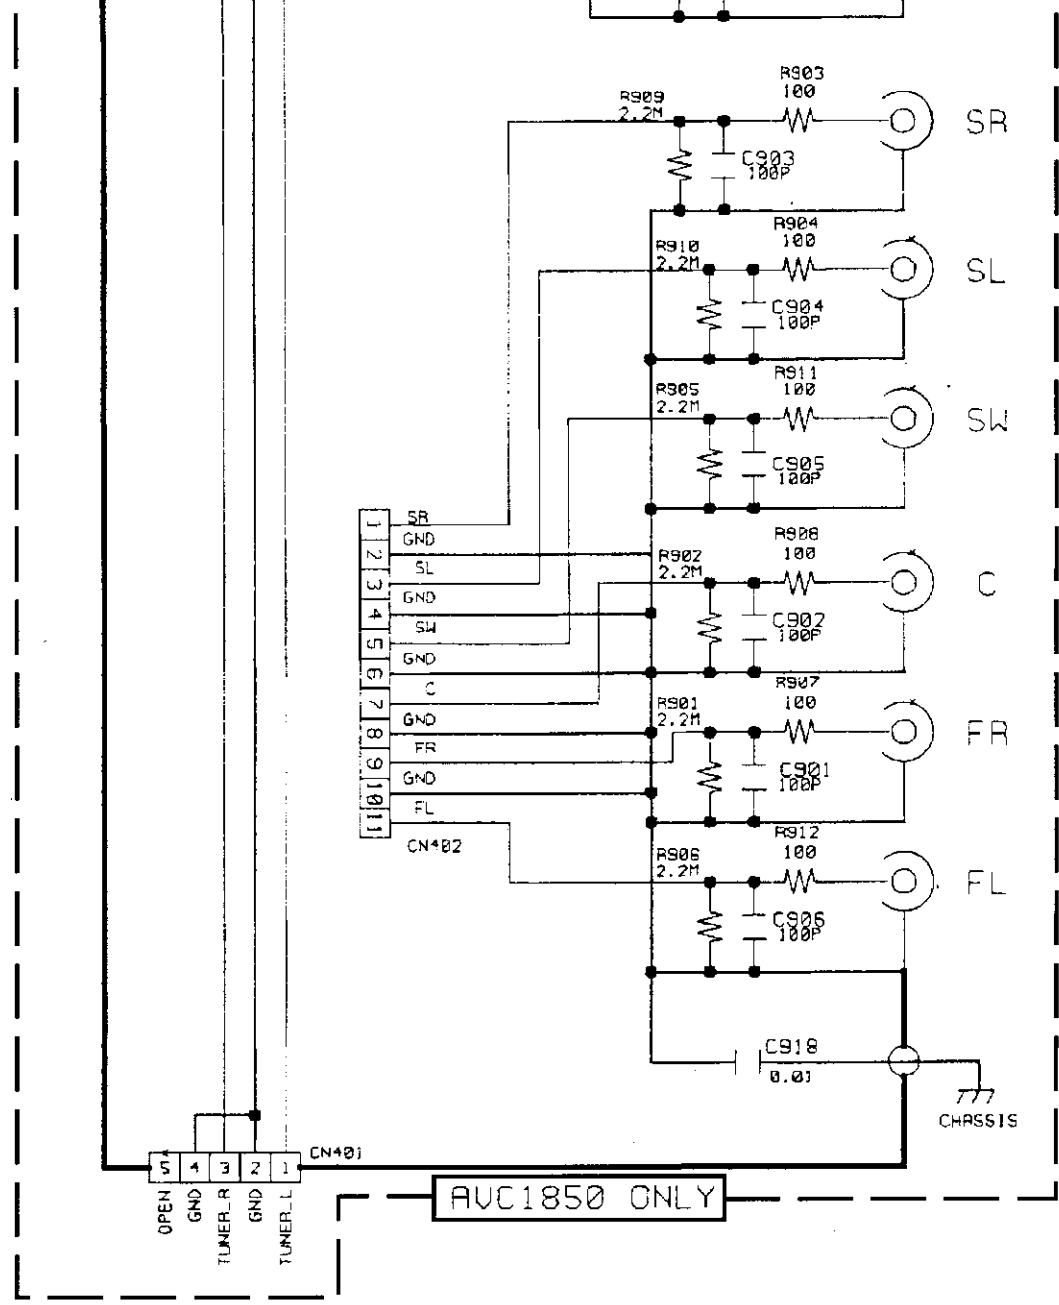 R903
100
R909
2.2M
SR
C903
100P
R904
100
R910
2.2M
SL
C904
100P
R911
100
R905
2.2M
SW
C905
100P
1
SR
GND
2
SL
3
GND
4
SW
5
GND
6
C
7
GND
8
FR
9
GND
10
FL
11
CN402
R908
100
R902
2.2M
C
C902
100P
R907
100
R901
2.2M
FR
C901
100P
R912
100
R906
2.2M
FL
C906
100P
C918
0.01
CHASSIS
CN401
5 4 3 2 1
OPEN
GND
TUNER_R
GND
TUNER_L
AVC1850 ONLY